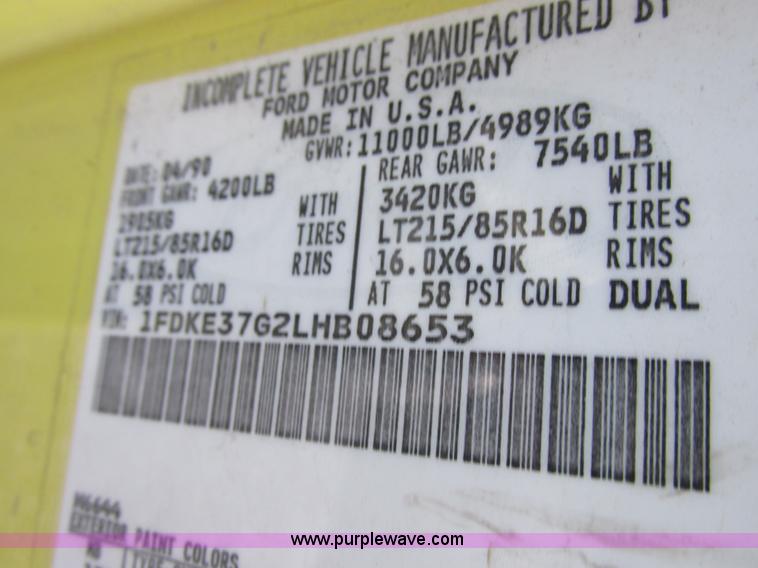 INCOMPLETE VEHICLE MANUFACTURED BY
FORD MOTOR COMPANY
MADE IN U.S.A.
DATE: 04/90
GVWR: 11000LB/4989KG
FRONT GAWR: 4200LB
1905KG WITH
LT215/85R16D TIRES
16.0X6.0K RIMS
AT 58 PSI COLD
REAR GAWR: 7540LB
3420KG WITH
LT215/85R16D TIRES
16.0X6.0K RIMS
AT 58 PSI COLD DUAL
VIN: 1FDKE37G2LHB08653
EXTERIOR PAINT COLORS
www.purplewave.com